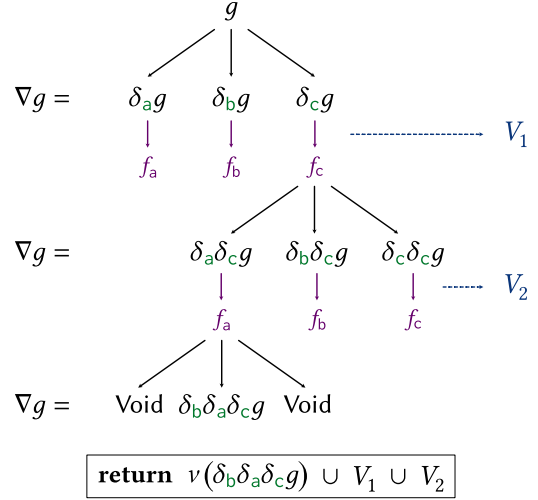 g
∇g = δ_a g δ_b g δ_c g
V_1
f_a f_b f_c
∇g = δ_a δ_c g δ_b δ_c g δ_c δ_c g
V_2
f_a f_b f_c
∇g = Void δ_b δ_a δ_c g Void
return ν(δ_b δ_a δ_c g) ∪ V_1 ∪ V_2